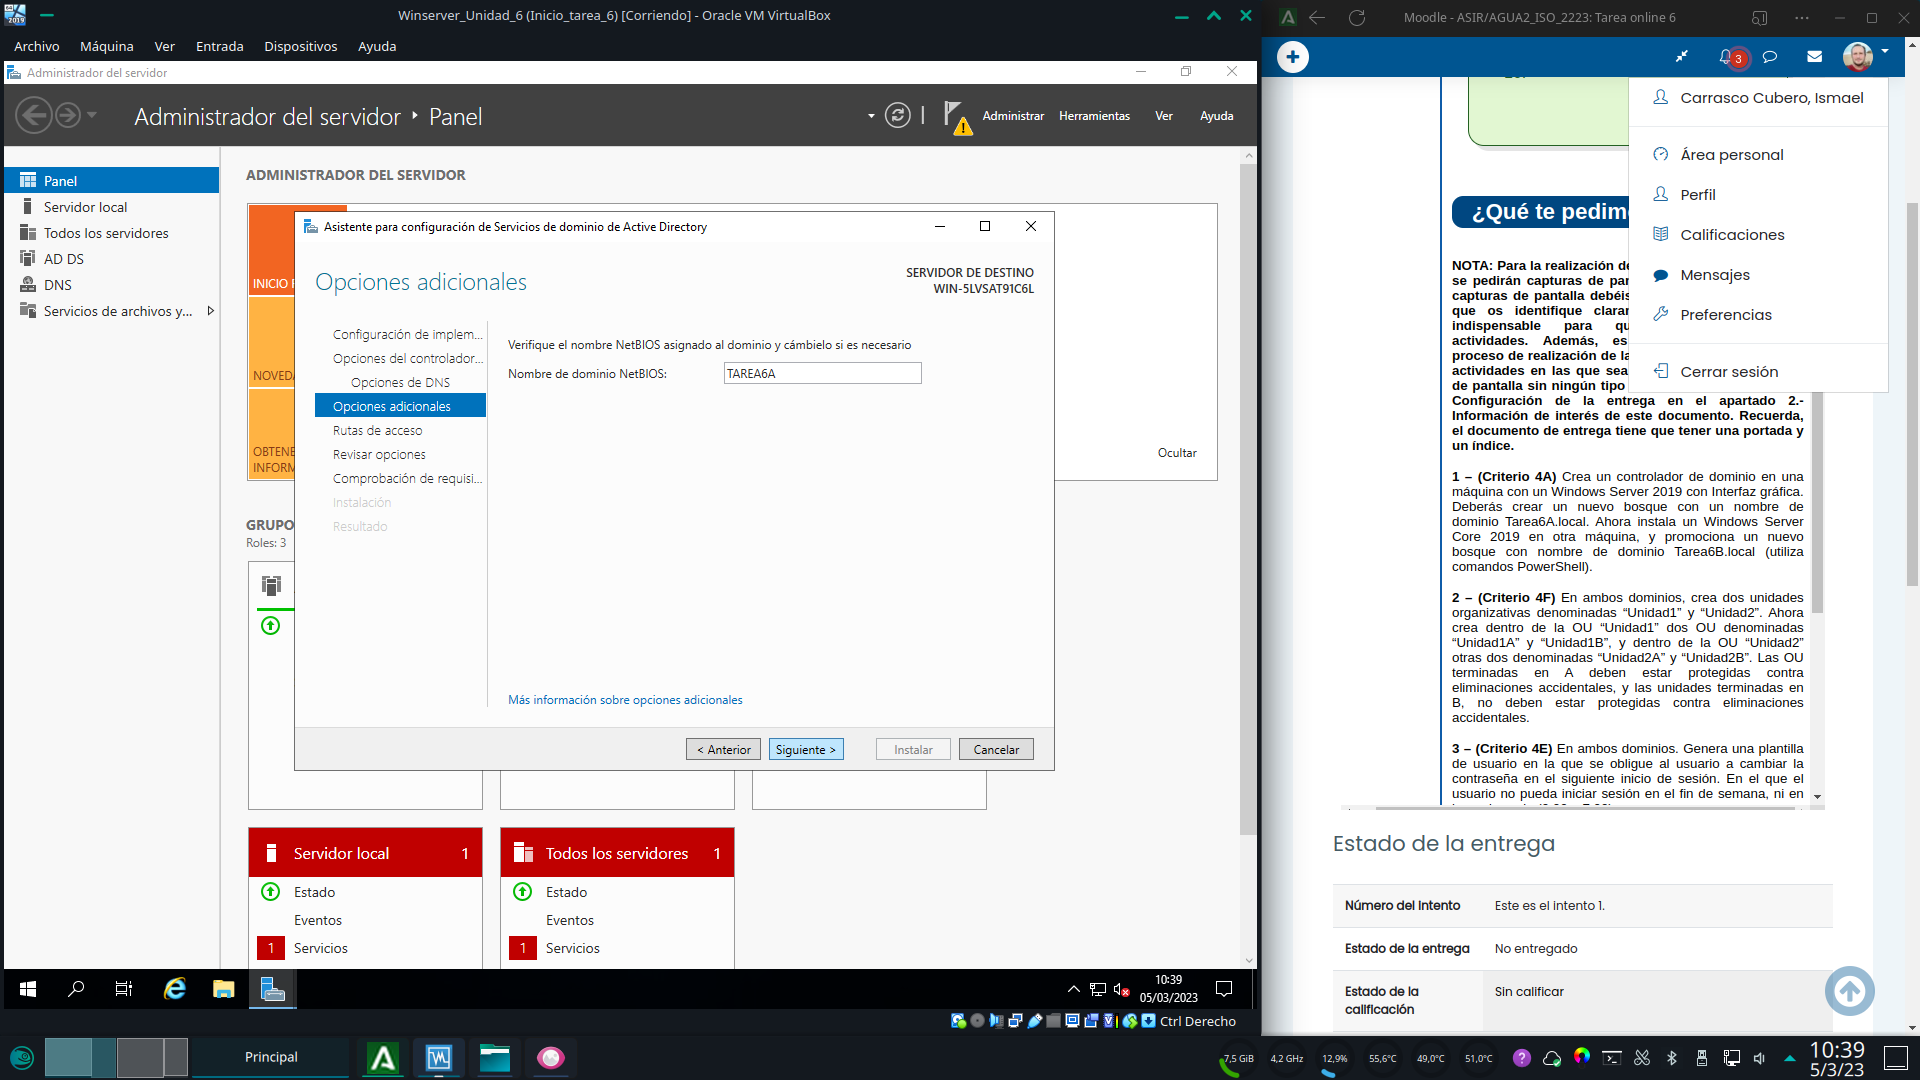 Winserver_Unidad_6 (Inicio_tarea_6) [Corriendo] - Oracle VM VirtualBox
Archivo Máquina Ver Entrada Dispositivos Ayuda
Administrador del servidor
Administrador del servidor Panel
Administrar Herramientas Ver Ayuda
Panel
Servidor local
Todos los servidores
AD DS
DNS
Servicios de archivos y...
ADMINISTRADOR DEL SERVIDOR
INICIO
NOVED
OBTENE
INFORM
Ocultar
GRUPO
Roles: 3
Asistente para configuración de Servicios de dominio de Active Directory
Opciones adicionales
SERVIDOR DE DESTINO
WIN-5LVSAT91C6L
Configuración de implem...
Opciones del controlador...
Opciones de DNS
Opciones adicionales
Rutas de acceso
Revisar opciones
Comprobación de requisi...
Instalación
Resultado
Verifique el nombre NetBIOS asignado al dominio y cámbielo si es necesario
Nombre de dominio NetBIOS: TAREA6A
Más información sobre opciones adicionales
< Anterior Siguiente > Instalar Cancelar
Servidor local 1
Estado
Eventos
1 Servicios
Todos los servidores 1
Estado
Eventos
1 Servicios
10:39
05/03/2023
Ctrl Derecho
Moodle - ASIR/AGUA2_ISO_2223: Tarea online 6
3
Carrasco Cubero, Ismael
Área personal
Perfil
Calificaciones
Mensajes
Preferencias
Cerrar sesión
¿Qué te pedim
NOTA: Para la realización de
se pedirán capturas de pan
capturas de pantalla debéis
que os identifique claran
indispensable para qu
actividades. Además, es
proceso de realización de la
actividades en las que sea
de pantalla sin ningún tipo
Configuración de la entrega en el apartado 2.-
Información de interés de este documento. Recuerda,
el documento de entrega tiene que tener una portada y
un índice.
1 – (Criterio 4A) Crea un controlador de dominio en una
máquina con un Windows Server 2019 con Interfaz gráfica.
Deberás crear un nuevo bosque con un nombre de
dominio Tarea6A.local. Ahora instala un Windows Server
Core 2019 en otra máquina, y promociona un nuevo
bosque con nombre de dominio Tarea6B.local (utiliza
comandos PowerShell).
2 – (Criterio 4F) En ambos dominios, crea dos unidades
organizativas denominadas “Unidad1” y “Unidad2”. Ahora
crea dentro de la OU “Unidad1” dos OU denominadas
“Unidad1A” y “Unidad1B”, y dentro de la OU “Unidad2”
otras dos denominadas “Unidad2A” y “Unidad2B”. Las OU
terminadas en A deben estar protegidas contra
eliminaciones accidentales, y las unidades terminadas en
B, no deben estar protegidas contra eliminaciones
accidentales.
3 – (Criterio 4E) En ambos dominios. Genera una plantilla
de usuario en la que se obligue al usuario a cambiar la
contraseña en el siguiente inicio de sesión. En el que el
usuario no pueda iniciar sesión en el fin de semana, ni en
Estado de la entrega
Número del Intento Este es el intento 1.
Estado de la entrega No entregado
Estado de la calificación Sin calificar
Principal
7,5 GiB 4,2 GHz 12,9% 55,6°C 49,0°C 51,0°C
10:39
5/3/23